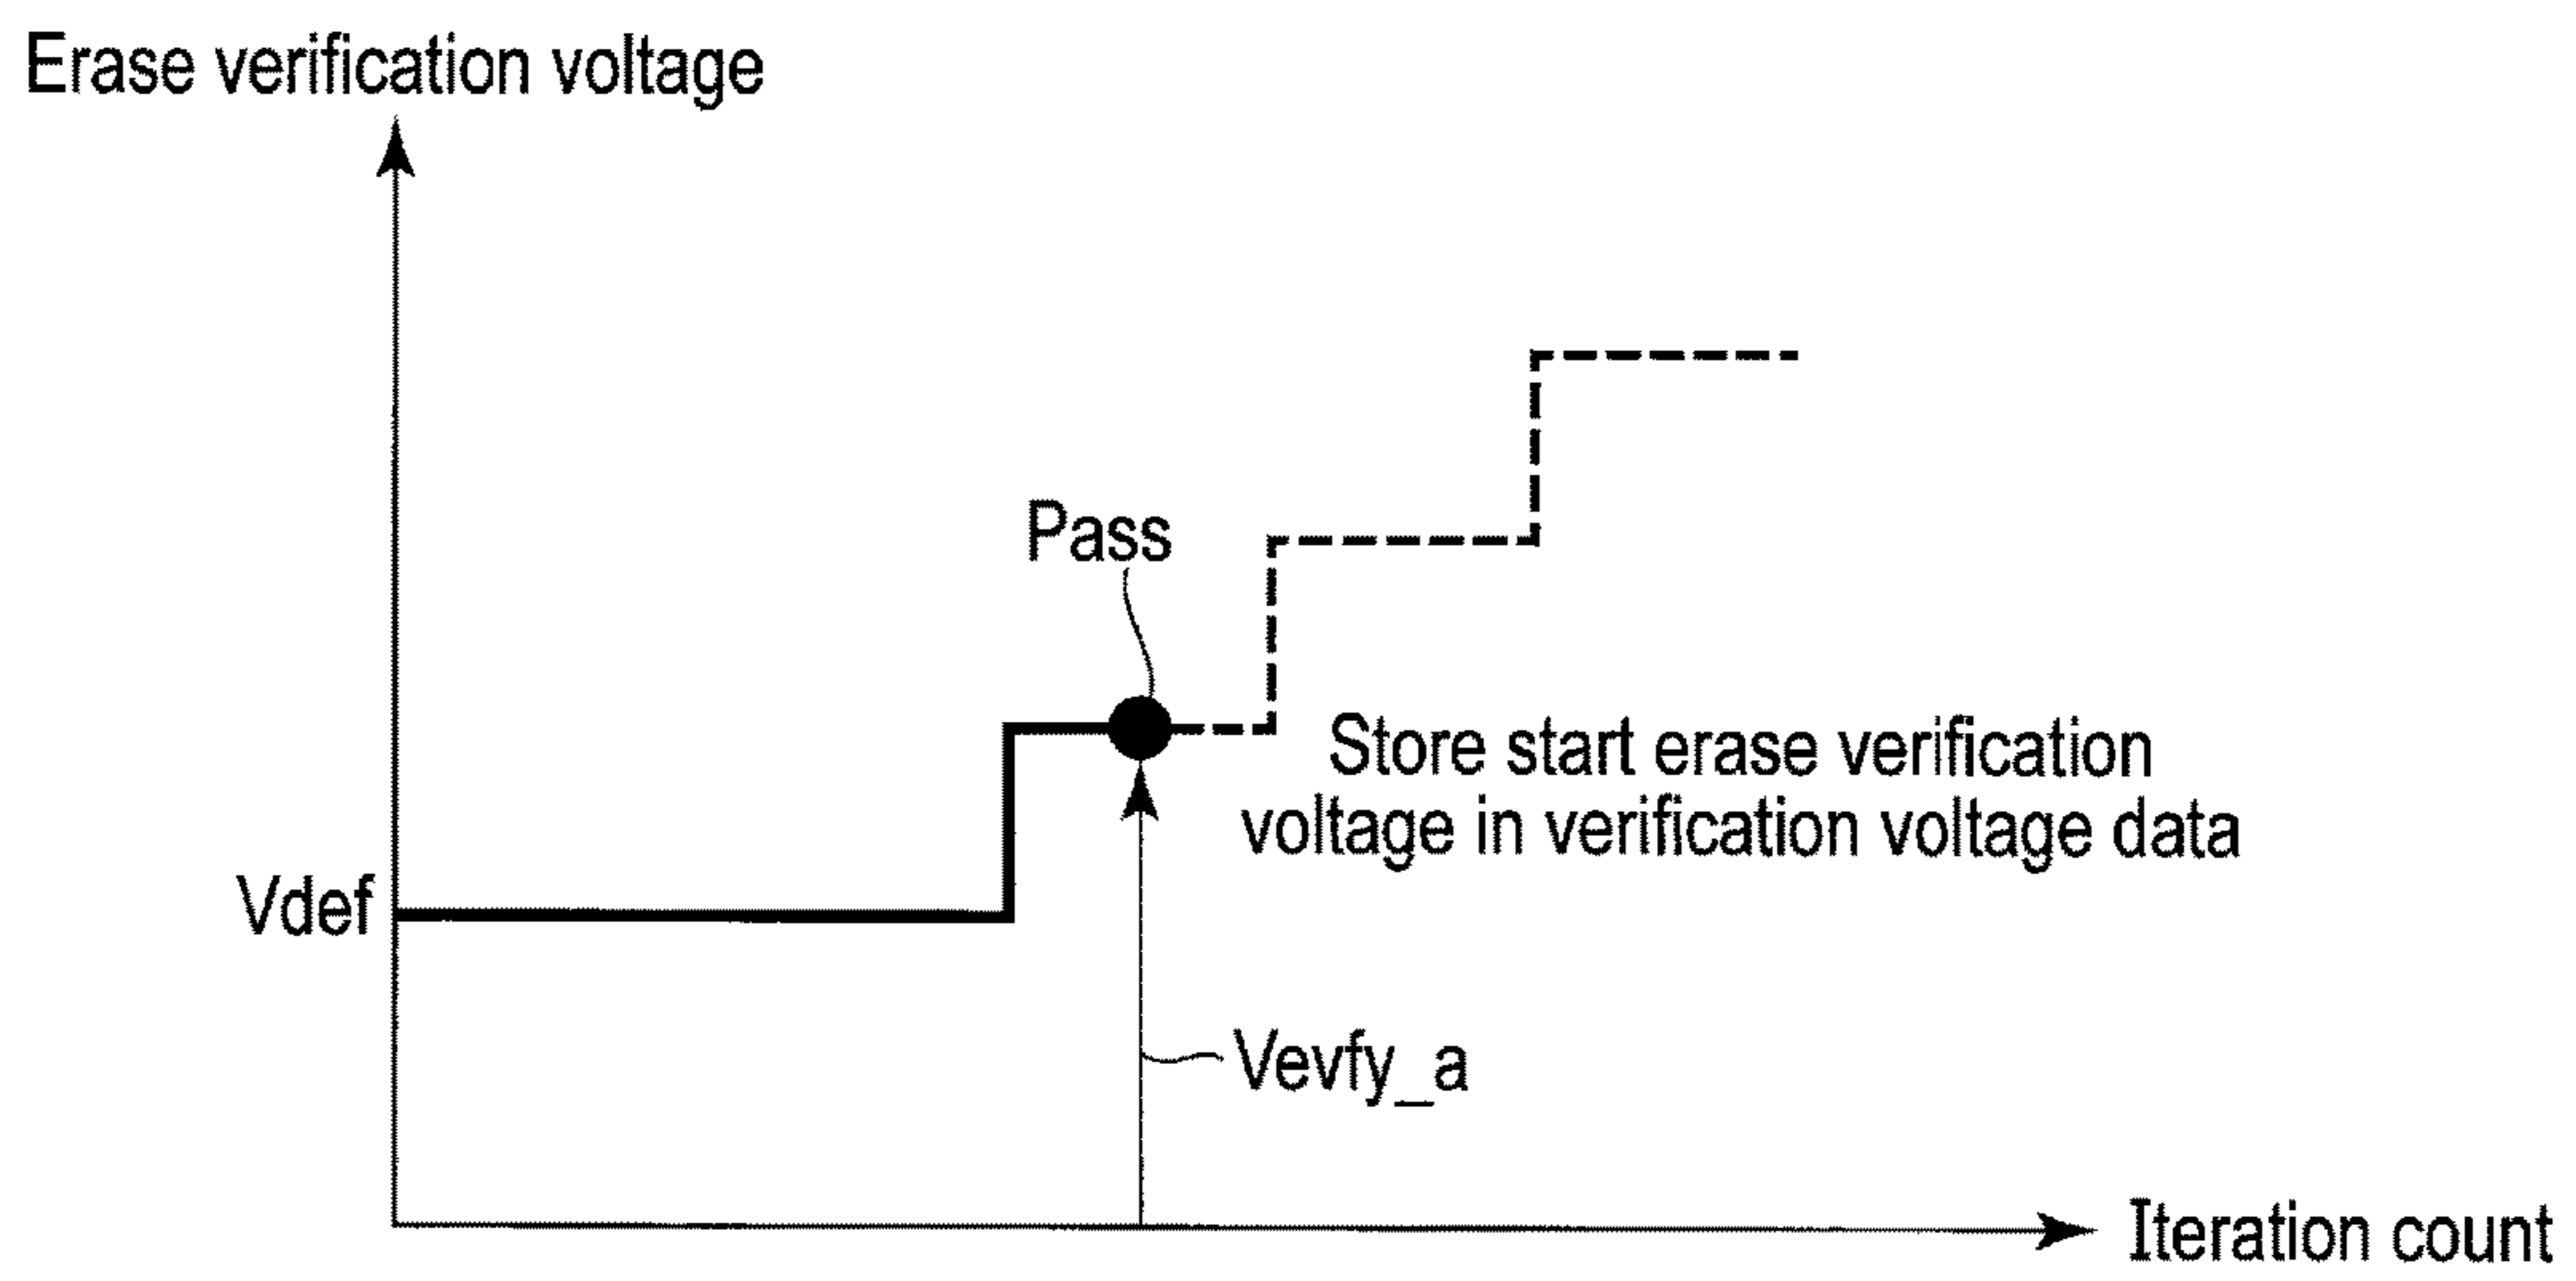 Erase verification voltage
Pass
Store start erase verification
voltage in verification voltage data
Vdef
Vevfy_a
Iteration count